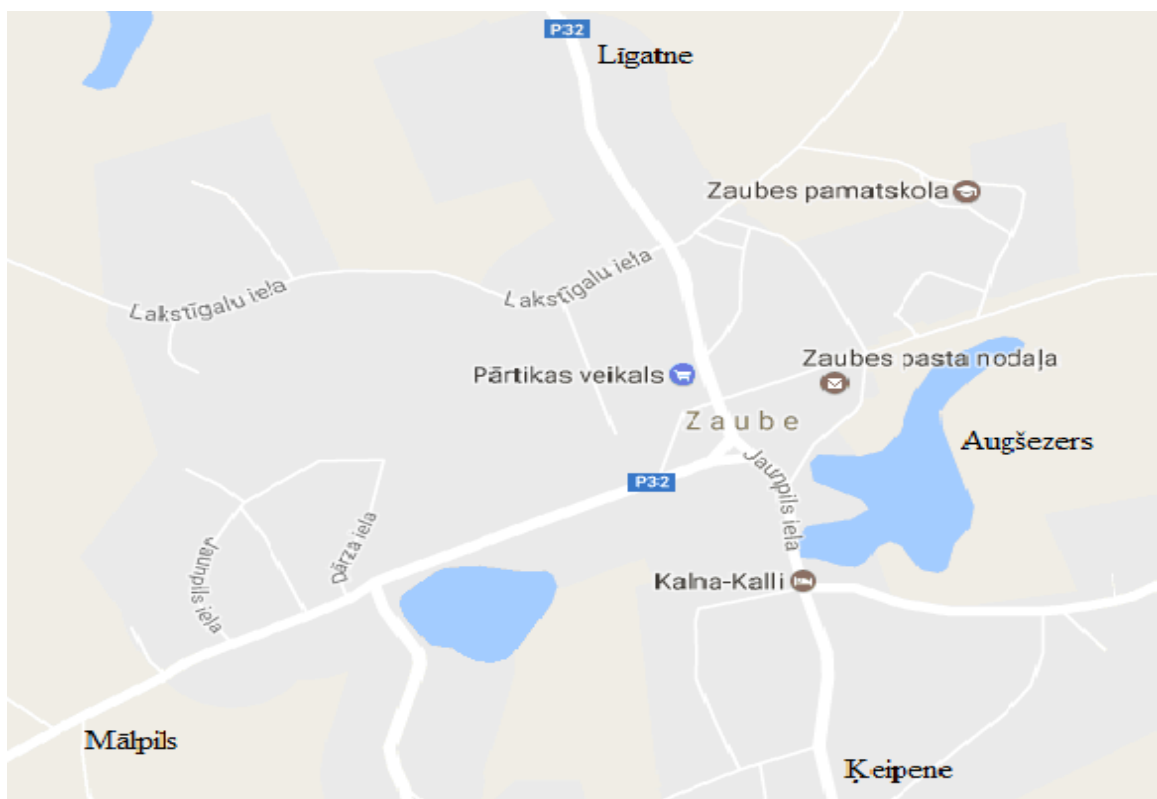 P32
Līgatne
Zaubes pamatskola
Lakstīgalu iela
Lakstīgalu iela
Pārtikas veikals
Zaubes pasta nodaļa
Zaube
Augšezers
Jaunpils iela
P32
Dārza iela
Jaunpils iela
Kalna-Kalli
Mālpils
Ķeipene